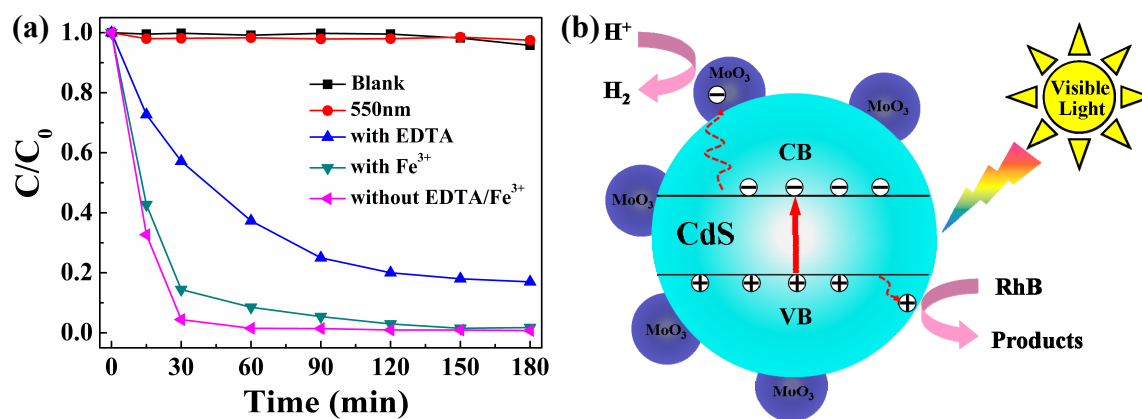 (a)
C/C₀
1.0
0.8
0.6
0.4
0.2
0.0
Blank
550nm
with EDTA
with Fe³⁺
without EDTA/Fe³⁺
0 30 60 90 120 150 180
Time (min)
(b)
H⁺
H₂
MoO₃
MoO₃
MoO₃
MoO₃
MoO₃
CB
CdS
VB
Visible
Light
RhB
Products